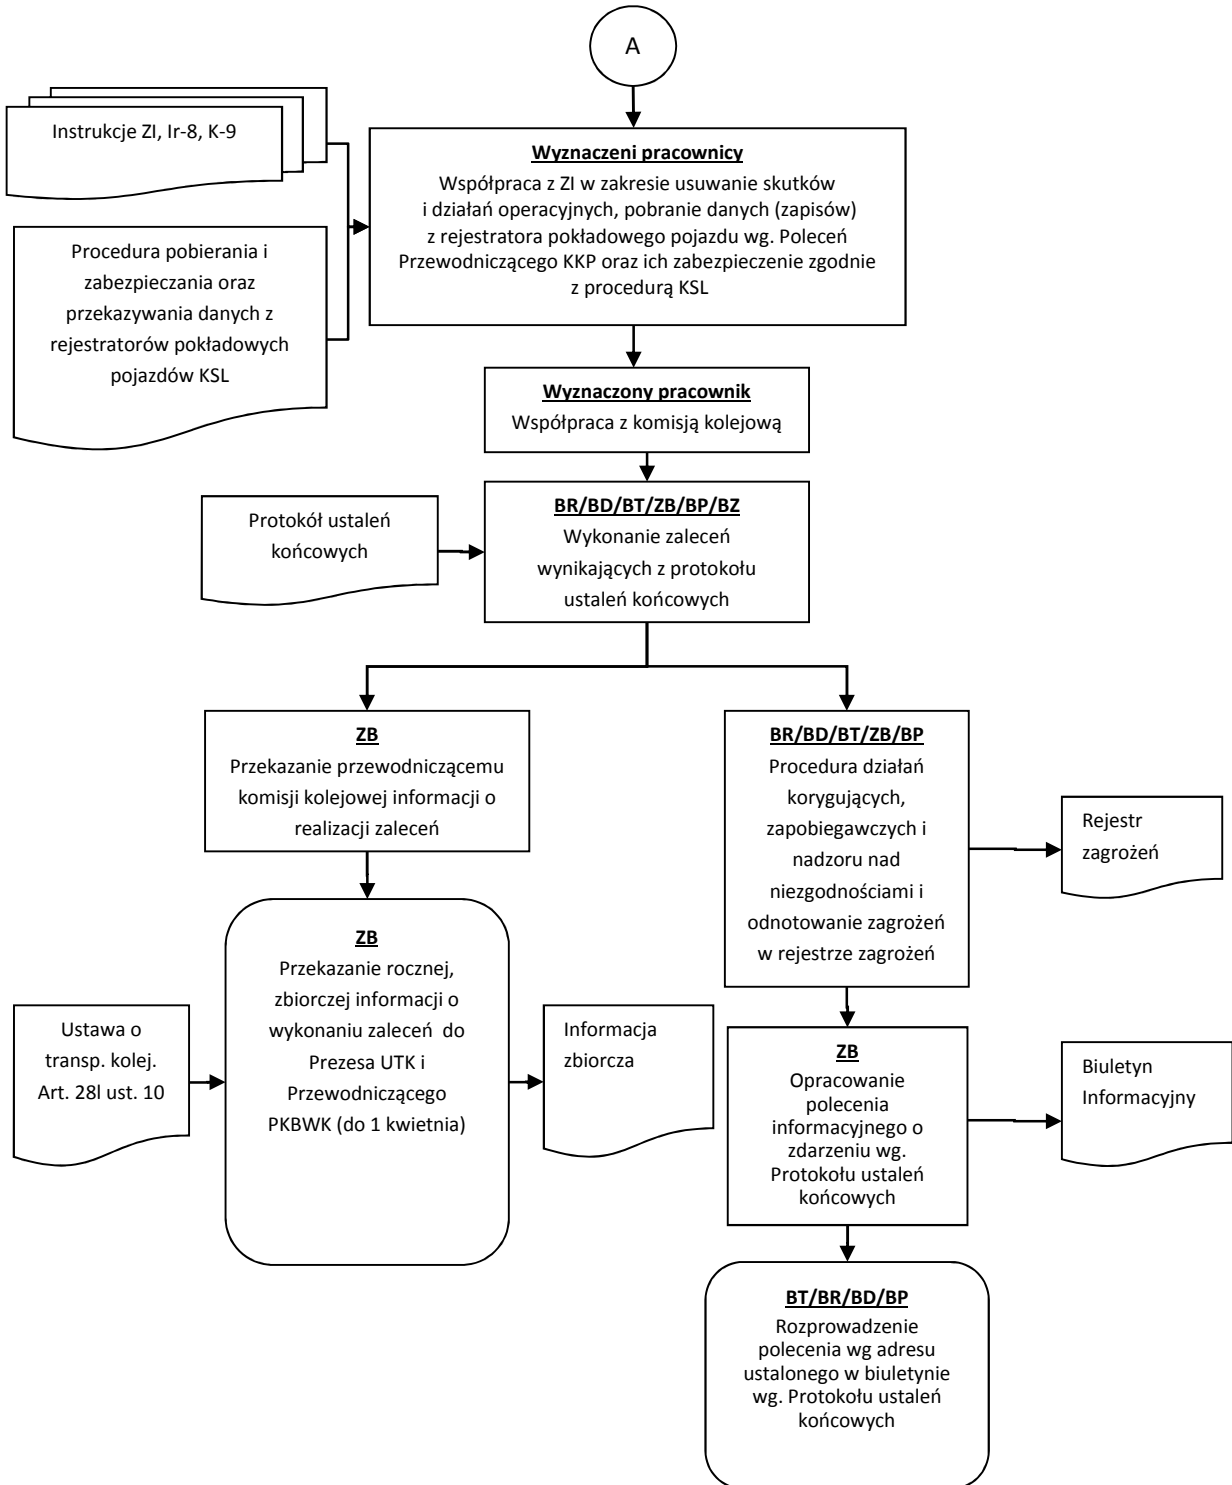 A
Instrukcje ZI, Ir-8, K-9
Wyznaczeni pracownicy
Współpraca z ZI w zakresie usuwanie skutków
i działań operacyjnych, pobranie danych (zapisów)
z rejestratora pokładowego pojazdu wg. Poleceń
Przewodniczącego KKP oraz ich zabezpieczenie zgodnie
z procedurą KSL
Procedura pobierania i
zabezpieczania oraz
przekazywania danych z
rejestratorów pokładowych
pojazdów KSL
Wyznaczony pracownik
Współpraca z komisją kolejową
Protokół ustaleń
końcowych
BR/BD/BT/ZB/BP/BZ
Wykonanie zaleceń
wynikających z protokołu
ustaleń końcowych
ZB
Przekazanie przewodniczącemu
komisji kolejowej informacji o
realizacji zaleceń
BR/BD/BT/ZB/BP
Procedura działań
korygujących,
zapobiegawczych i
nadzoru nad
niezgodnościami i
odnotowanie zagrożeń
w rejestrze zagrożeń
Rejestr
zagrożeń
ZB
Przekazanie rocznej,
zbiorczej informacji o
wykonaniu zaleceń do
Prezesa UTK i
Przewodniczącego
PKBWK (do 1 kwietnia)
Ustawa o
transp. kolej.
Art. 28l ust. 10
Informacja
zbiorcza
ZB
Opracowanie
polecenia
informacyjnego o
zdarzeniu wg.
Protokołu ustaleń
końcowych
Biuletyn
Informacyjny
BT/BR/BD/BP
Rozprowadzenie
polecenia wg adresu
ustalonego w biuletynie
wg. Protokołu ustaleń
końcowych